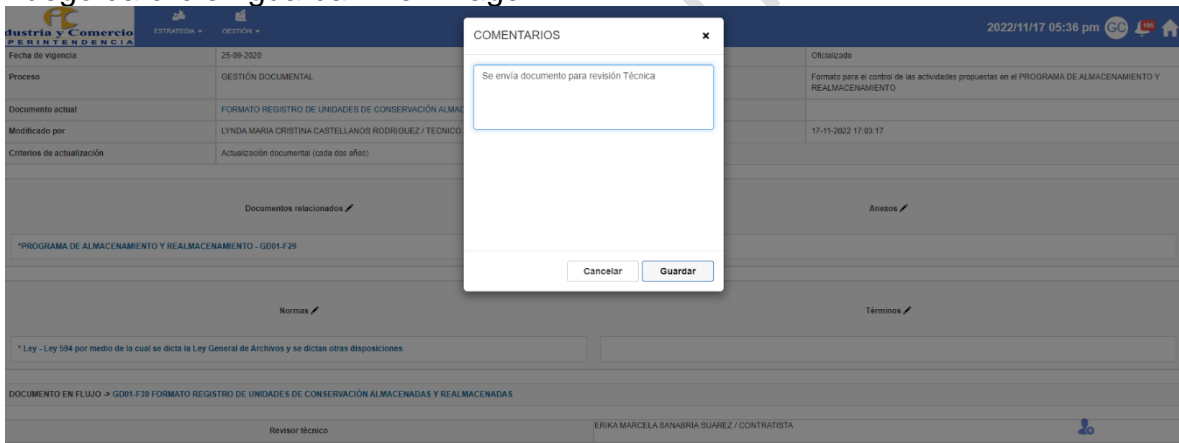 dustria y Comercio
PERINTENDENCIA
ESTRATEGIA
GESTIÓN
2022/11/17 05:36 pm GC
COMENTARIOS ×
Se envía documento para revisión Técnica
Cancelar Guardar
Fecha de vigencia 25-09-2020 Oficializado
Proceso GESTIÓN DOCUMENTAL Formato para el control de las actividades propuestas en el PROGRAMA DE ALMACENAMIENTO Y
REALMACENAMIENTO
Documento actual FORMATO REGISTRO DE UNIDADES DE CONSERVACIÓN ALMAC
Modificado por LYNDA MARIA CRISTINA CASTELLANOS RODRIGUEZ / TECNICO 17-11-2022 17:03:17
Criterios de actualización Actualización documental (cada dos años)
Documentos relacionados Anexos
*PROGRAMA DE ALMACENAMIENTO Y REALMACENAMIENTO - GD01-F29
Normas Términos
* Ley - Ley 594 por medio de la cual se dicta la Ley General de Archivos y se dictan otras disposiciones
DOCUMENTO EN FLUJO -> GD01-F39 FORMATO REGISTRO DE UNIDADES DE CONSERVACIÓN ALMACENADAS Y REALMACENADAS
Revisor técnico ERIKA MARCELA SANABRIA SUAREZ / CONTRATISTA